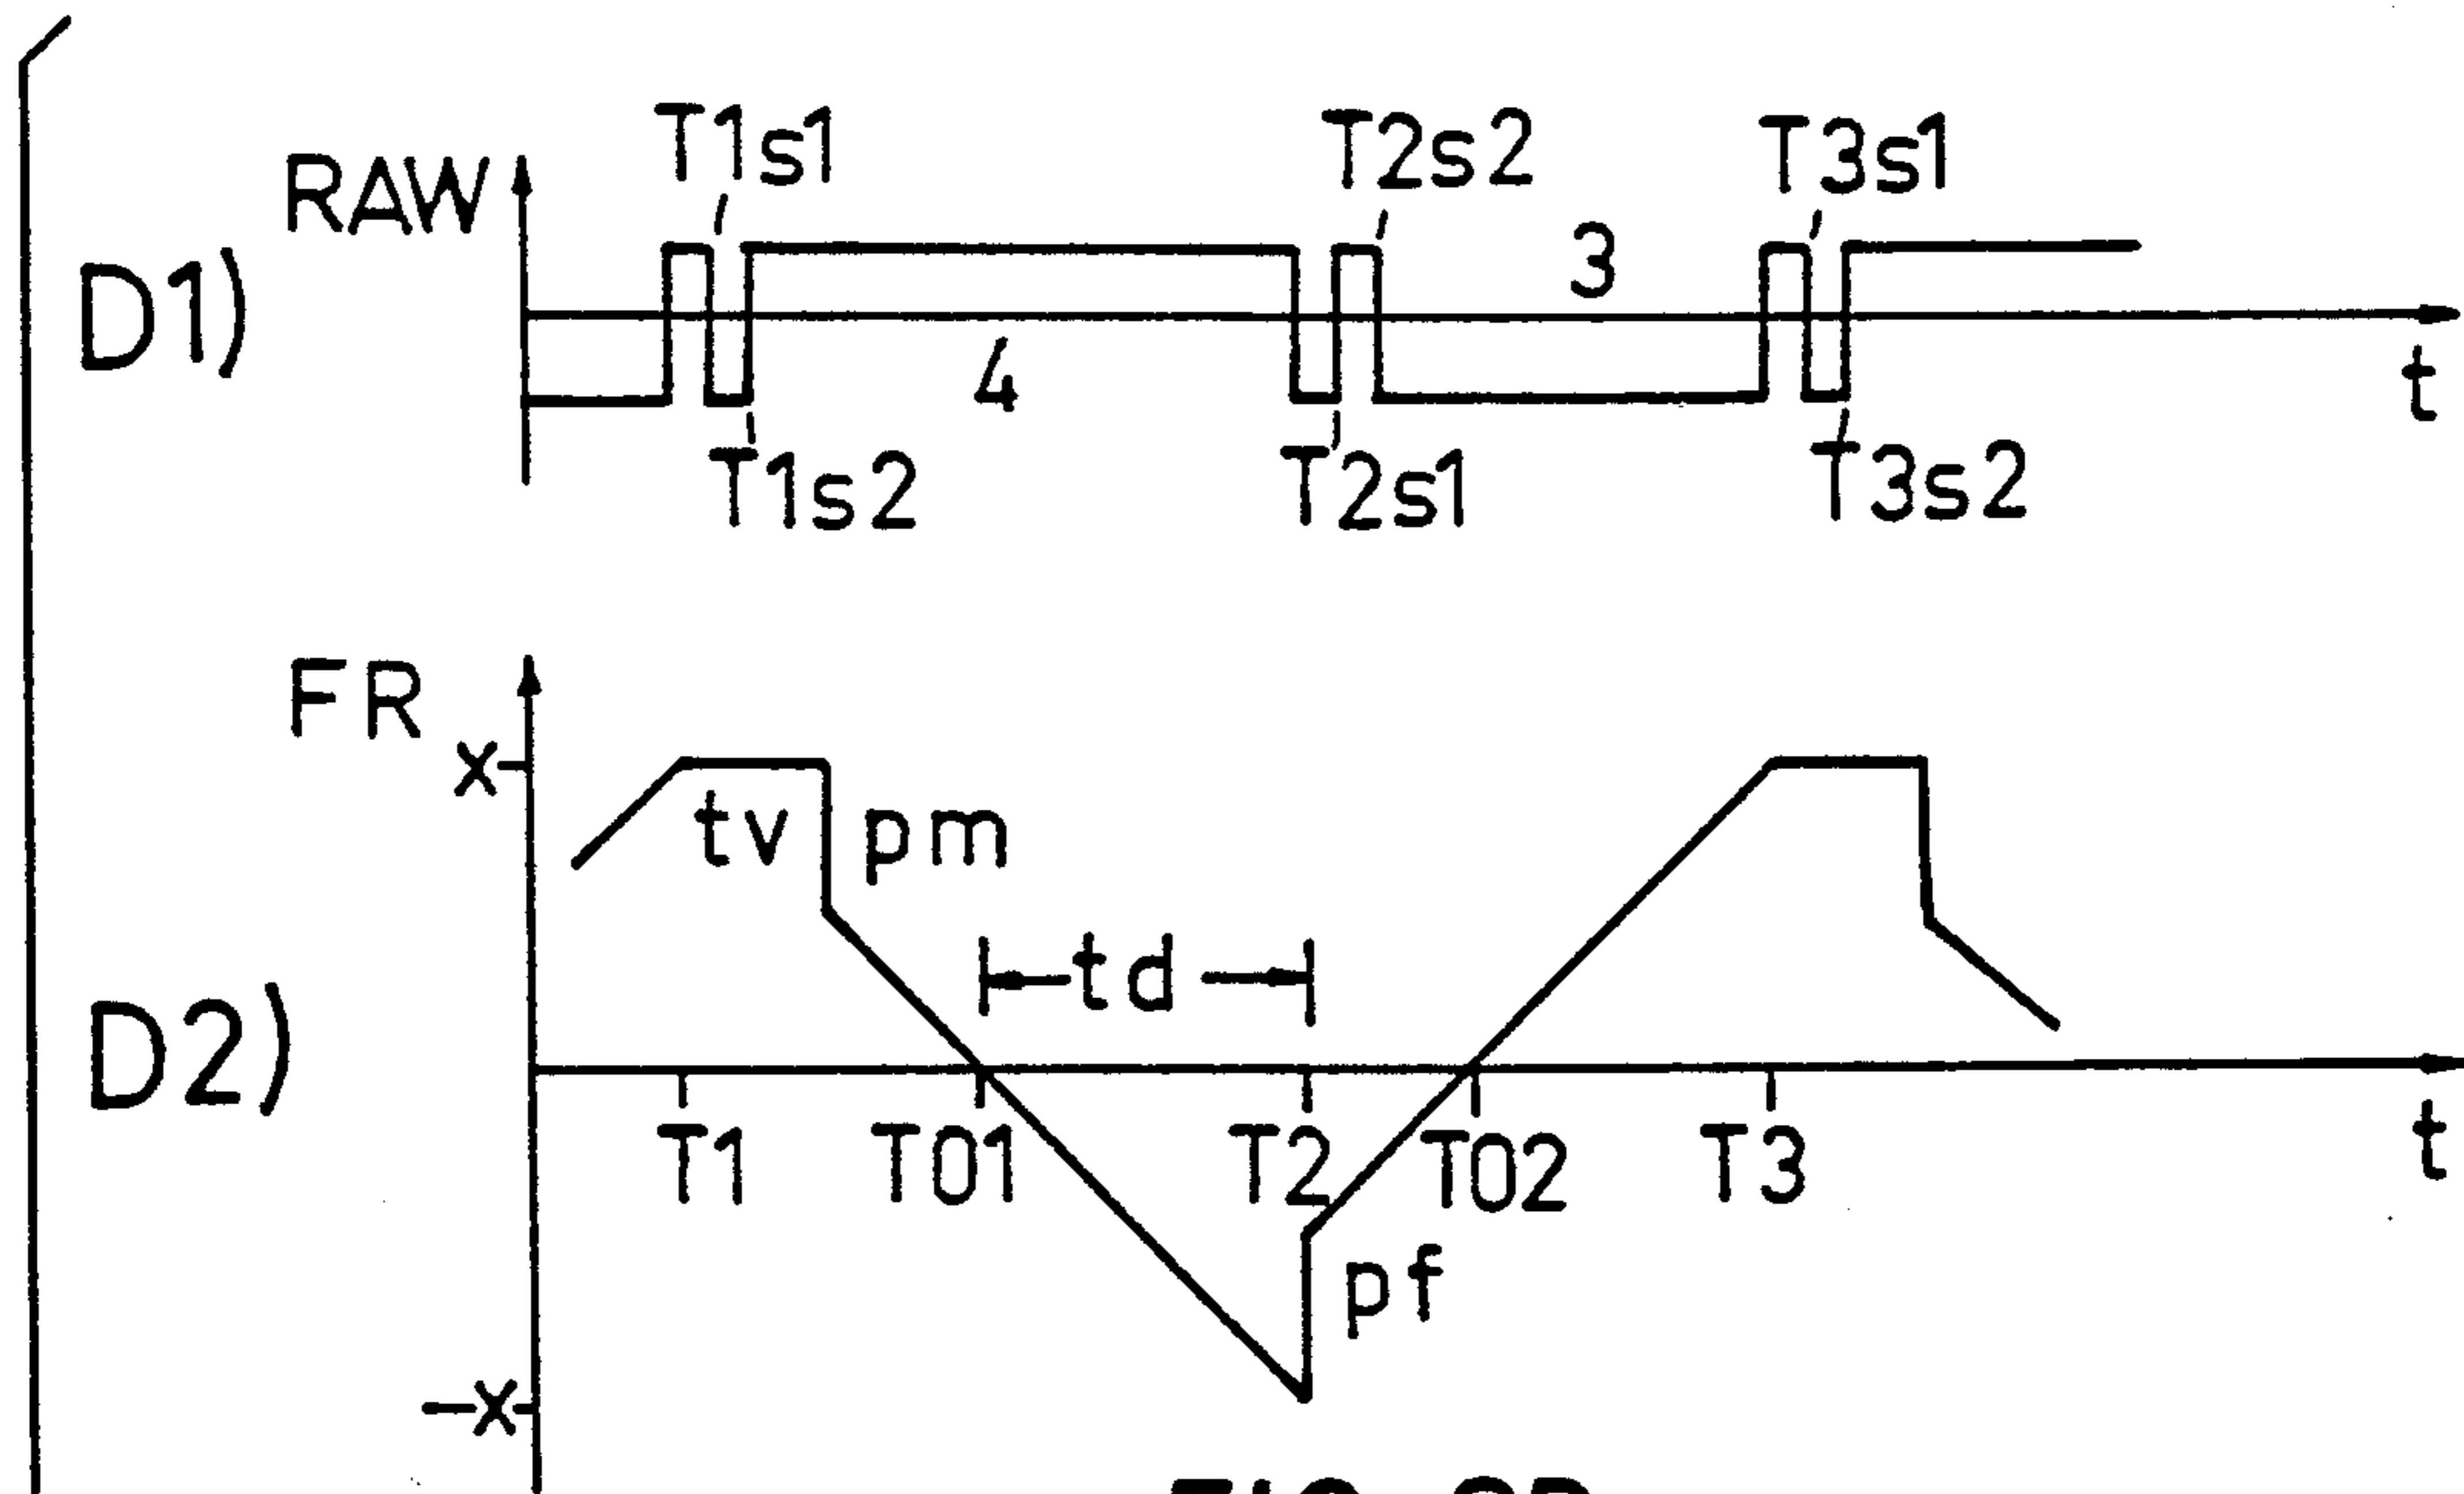 T1s1 T2s2 T3s1
RAW
D1)
3
4
t
T1s2 T2s1 T3s2
FR
x
tv pm
td
D2)
T1 T01 T2 T02 T3
t
pf
-x